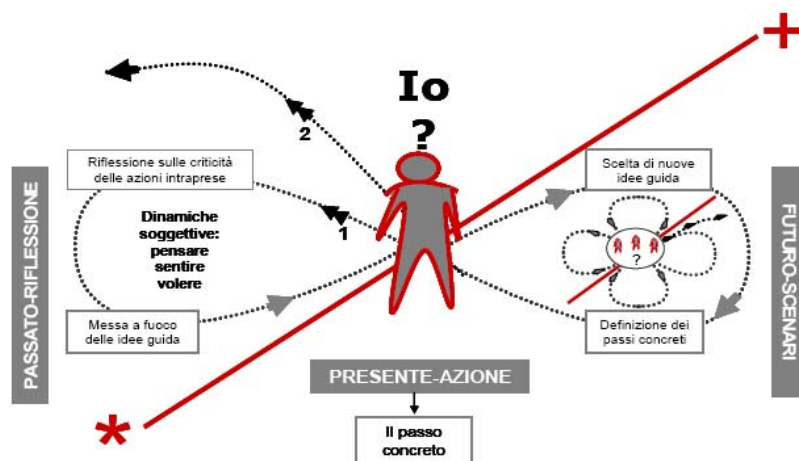 +
Io
?
2
PASSATO-RIFLESSIONE
Riflessione sulle criticità
delle azioni intraprese
1
Dinamiche
soggettive:
pensare
sentire
volere
Messa a fuoco
delle idee guida
Scelta di nuove
idee guida
?
Definizione dei
passi concreti
FUTURO-SCENARI
PRESENTE-AZIONE
*
Il passo
concreto